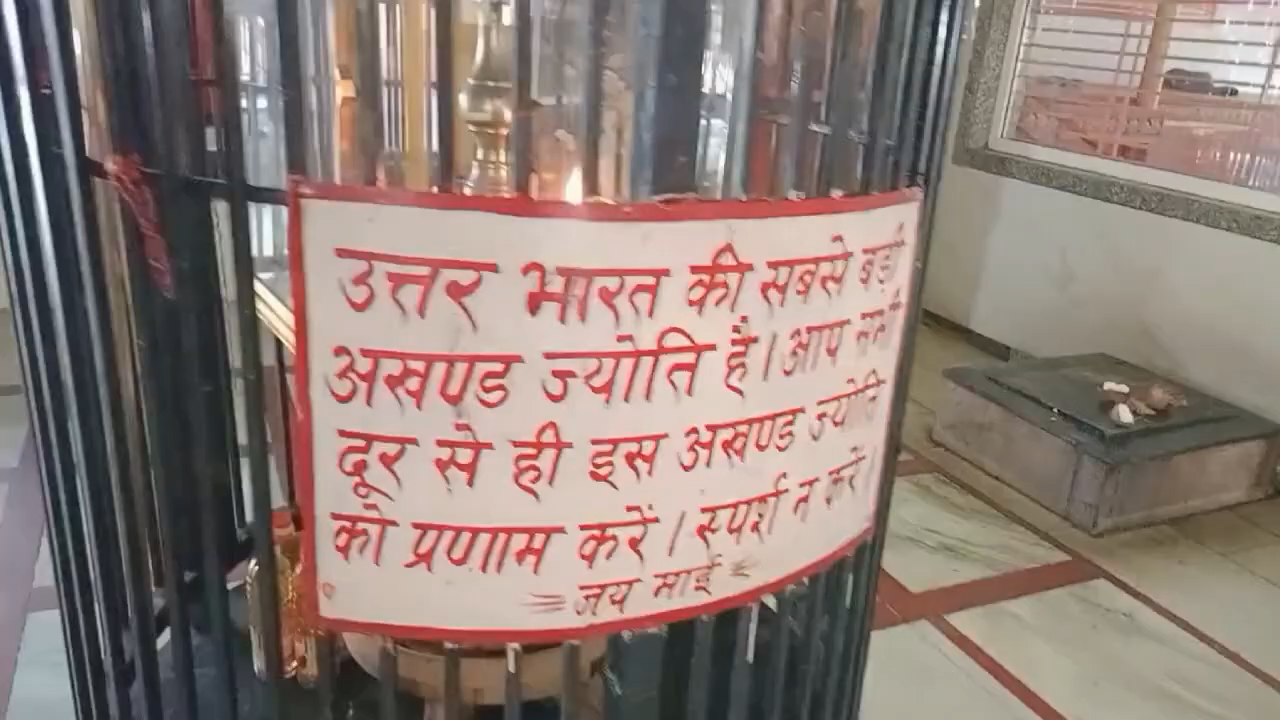 उत्तर भारत की सबसे बड़ी
अखण्ड ज्योति है। आप
दूर से ही इस अखण्ड ज्योति
को प्रणाम करें। स्पर्श न करें।
जय माई